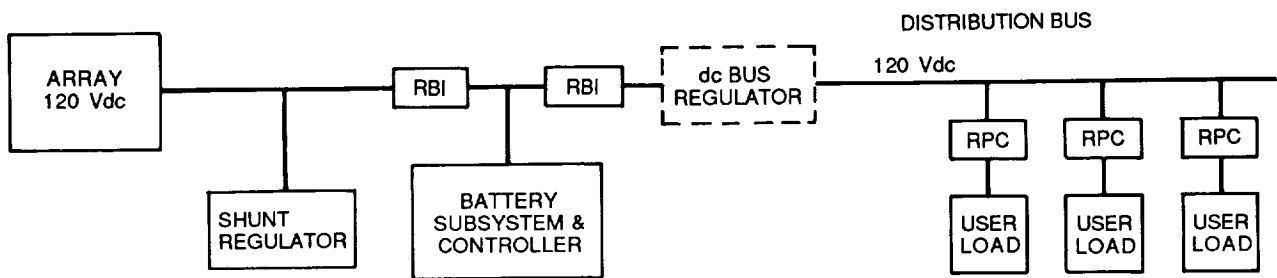 DISTRIBUTION BUS
ARRAY
120 Vdc
RBI
RBI
dc BUS
REGULATOR
120 Vdc
RPC
RPC
RPC
SHUNT
REGULATOR
BATTERY
SUBSYSTEM &
CONTROLLER
USER
LOAD
USER
LOAD
USER
LOAD